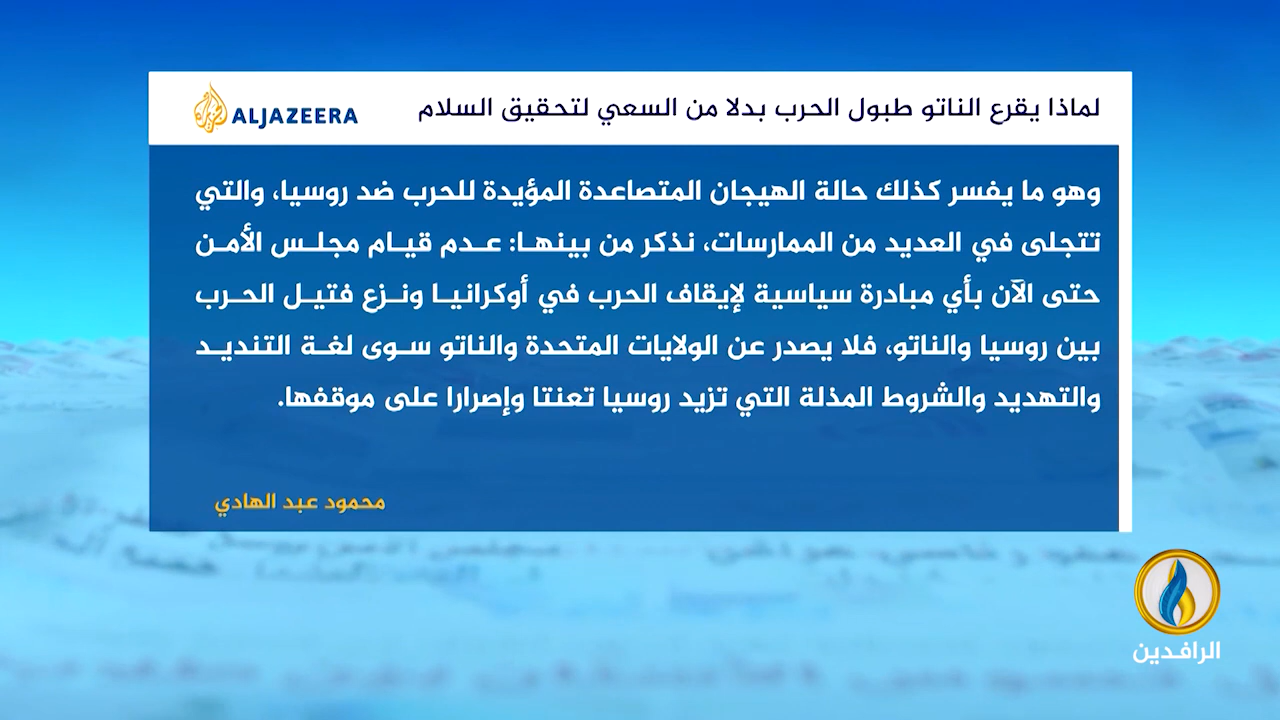 لماذا يقرع الناتو طبول الحرب بدلا من السعي لتحقيق السلام
ALJAZEERA
وهو ما يفسر كذلك حالة الهيجان المتصاعدة المؤيدة للحرب ضد روسيا، والتي
تتجلى في العديد من الممارسات، نذكر من بينها: عدم قيام مجلس الأمن
حتى الآن بأي مبادرة سياسية لإيقاف الحرب في أوكرانيا ونزع فتيل الحرب
بين روسيا والناتو، فلا يصدر عن الولايات المتحدة والناتو سوى لغة التنديد
والتهديد والشروط المذلة التي تزيد روسيا تعنتا وإصرارا على موقفها.
محمود عبد الهادي
الرافدين